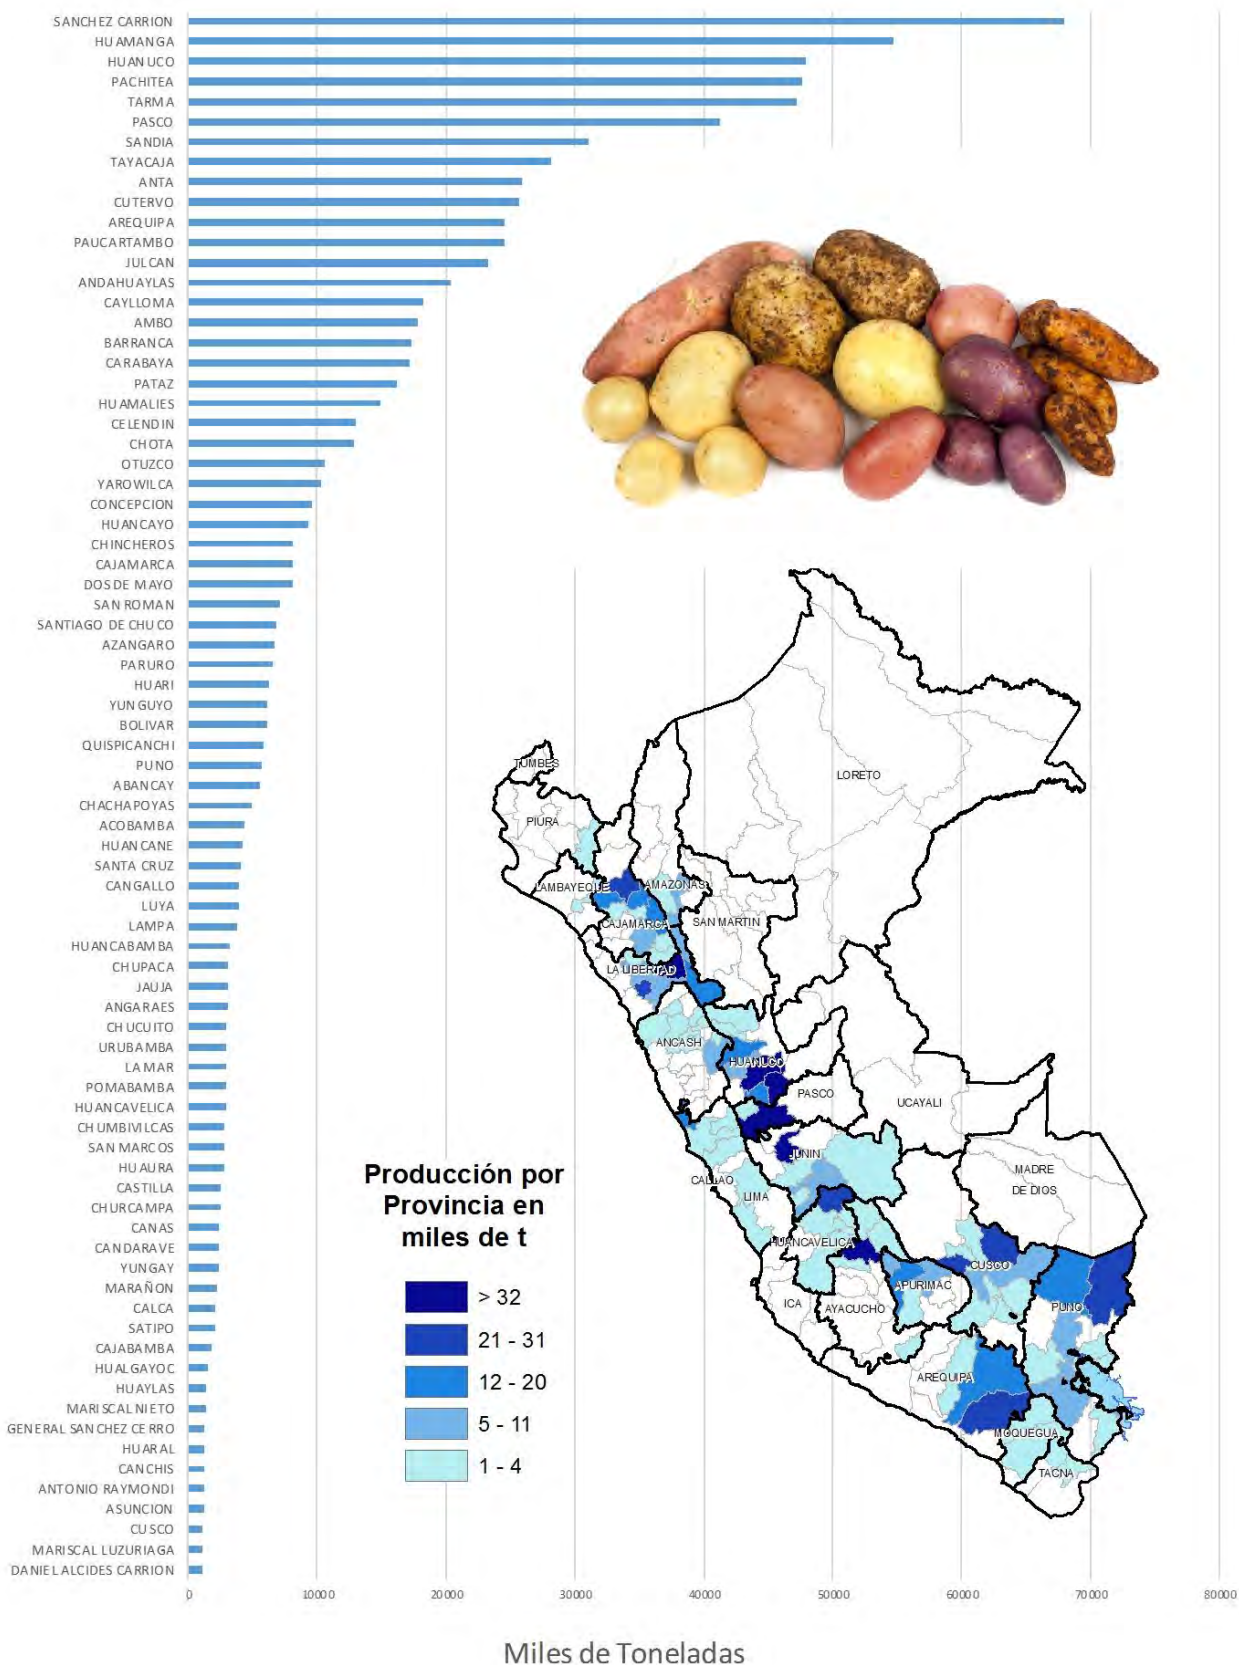 SANCHEZ CARRION
HUAMANGA
HUANUCO
PACHITEA
TARMA
PASCO
SANDIA
TAYACAJA
ANTA
CUTERVO
AREQUIPA
PAUCARTAMBO
JULCAN
ANDAHUAYLAS
CAYLLOMA
AMBO
BARRANCA
CARABAYA
PATAZ
HUAMALIES
CELENDIN
CHOTA
OTUZCO
YAROWILCA
CONCEPCION
HUANCAYO
CHINCHEROS
CAJAMARCA
DOS DE MAYO
SAN ROMAN
SANTIAGO DE CHUCO
AZANGARO
PARURO
HUARI
YUNGUYO
BOLIVAR
QUISPICANCHI
PUNO
ABANCAY
CHACHAPOYAS
ACOBAMBA
HUANCANE
SANTA CRUZ
CANGALLO
LUYA
LAMPA
HUANCABAMBA
CHUPACA
JAUJA
ANGARAES
CHUCUITO
URUBAMBA
LA MAR
POMABAMBA
HUANCAVELICA
CHUMBIVILCAS
SAN MARCOS
HUAURA
CASTILLA
CHURCAMPA
CANAS
CANDARAVE
YUNGAY
MARAÑON
CALCA
SATIPO
CAJABAMBA
HUALGAYOC
HUAYLAS
MARISCAL NIETO
GENERAL SANCHEZ CERRO
HUARAL
CANCHIS
ANTONIO RAYMONDI
ASUNCION
CUSCO
MARISCAL LUZURIAGA
DANIEL ALCIDES CARRION
0 10000 20000 30000 40000 50000 60000 70000 80000
Miles de Toneladas
TUMBES
LORETO
PIURA
LAMBAYEQUE
AMAZONAS
CAJAMARCA
SAN MARTIN
LA LIBERTAD
ANCASH
HUANUCO
PASCO
UCAYALI
JUNIN
CALLAO
LIMA
MADRE
DE DIOS
HUANCAVELICA
CUSCO
APURIMAC
ICA
AYACUCHO
PUNO
AREQUIPA
MOQUEGUA
TACNA
Producción por
Provincia en
miles de t
> 32
21 - 31
12 - 20
5 - 11
1 - 4